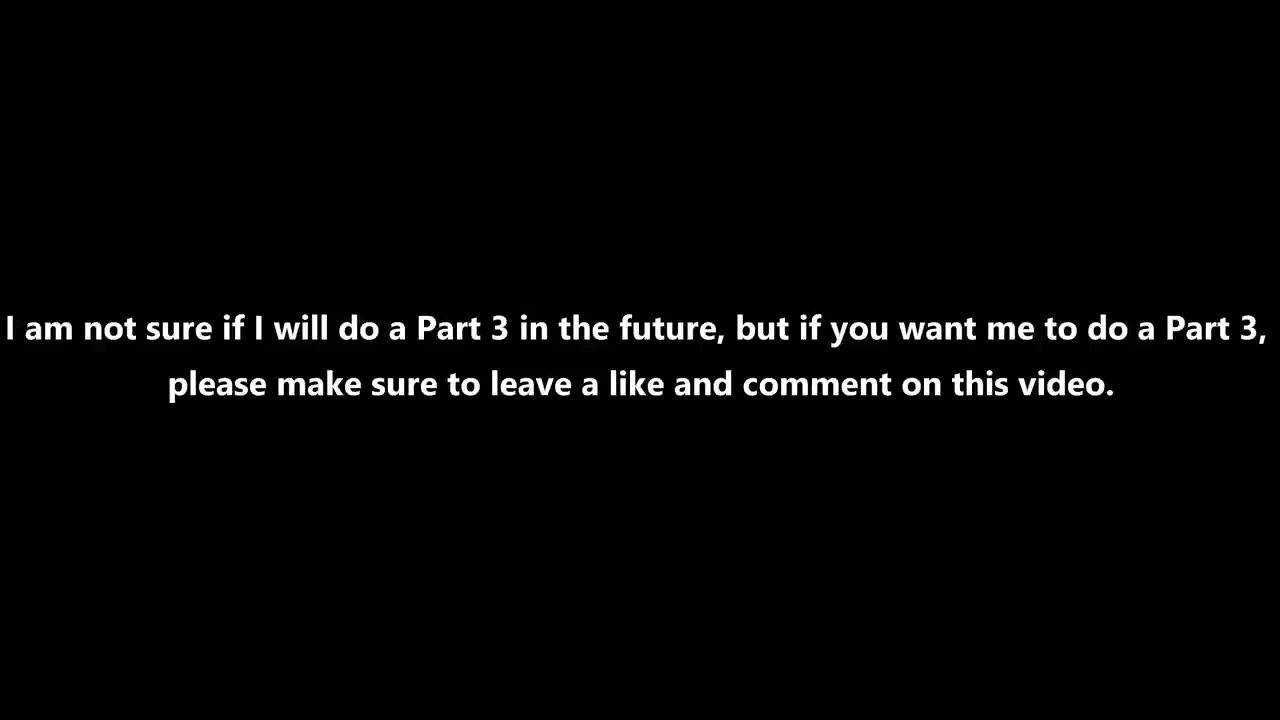 I am not sure if I will do a Part 3 in the future, but if you want me to do a Part 3,
please make sure to leave a like and comment on this video.